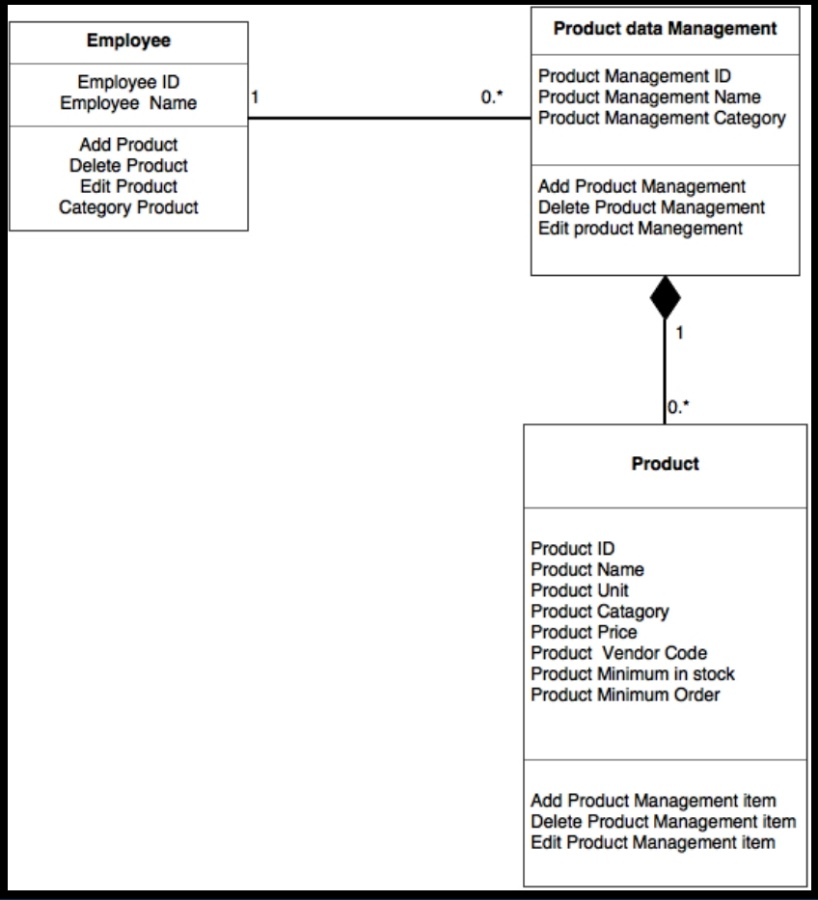 Employee
Employee ID
Employee Name
Add Product
Delete Product
Edit Product
Category Product
1
0.*
Product data Management
Product Management ID
Product Management Name
Product Management Category
Add Product Management
Delete Product Management
Edit product Manegement
1
0.*
Product
Product ID
Product Name
Product Unit
Product Catagory
Product Price
Product Vendor Code
Product Minimum in stock
Product Minimum Order
Add Product Management item
Delete Product Management item
Edit Product Management item